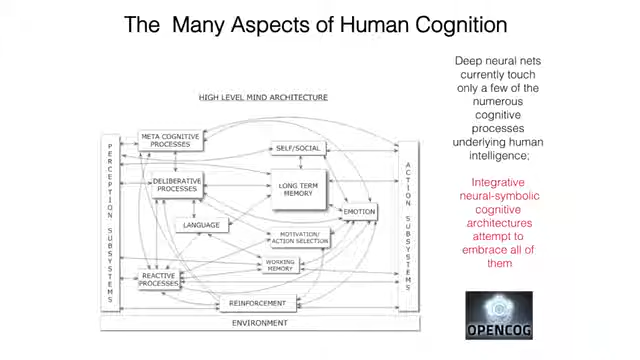 The  Many Aspects of Human Cognition
Deep neural nets
currently touch
only a few of the
numerous
cognitive
processes
underlying human
intelligence;
Integrative
neural-symbolic
cognitive
architectures
attempt to
embrace all of
them
OPENCOG
HIGH LEVEL MIND ARCHITECTURE
PERCEPTION SUBSYSTEMS
META COGNITIVE
PROCESSES
SELF/SOCIAL
DELIBERATIVE
PROCESSES
LONG TERM
MEMORY
EMOTION
LANGUAGE
MOTIVATION/
ACTION SELECTION
WORKING
MEMORY
REACTIVE
PROCESSES
REINFORCEMENT
ACTION SUBSYSTEMS
ENVIRONMENT